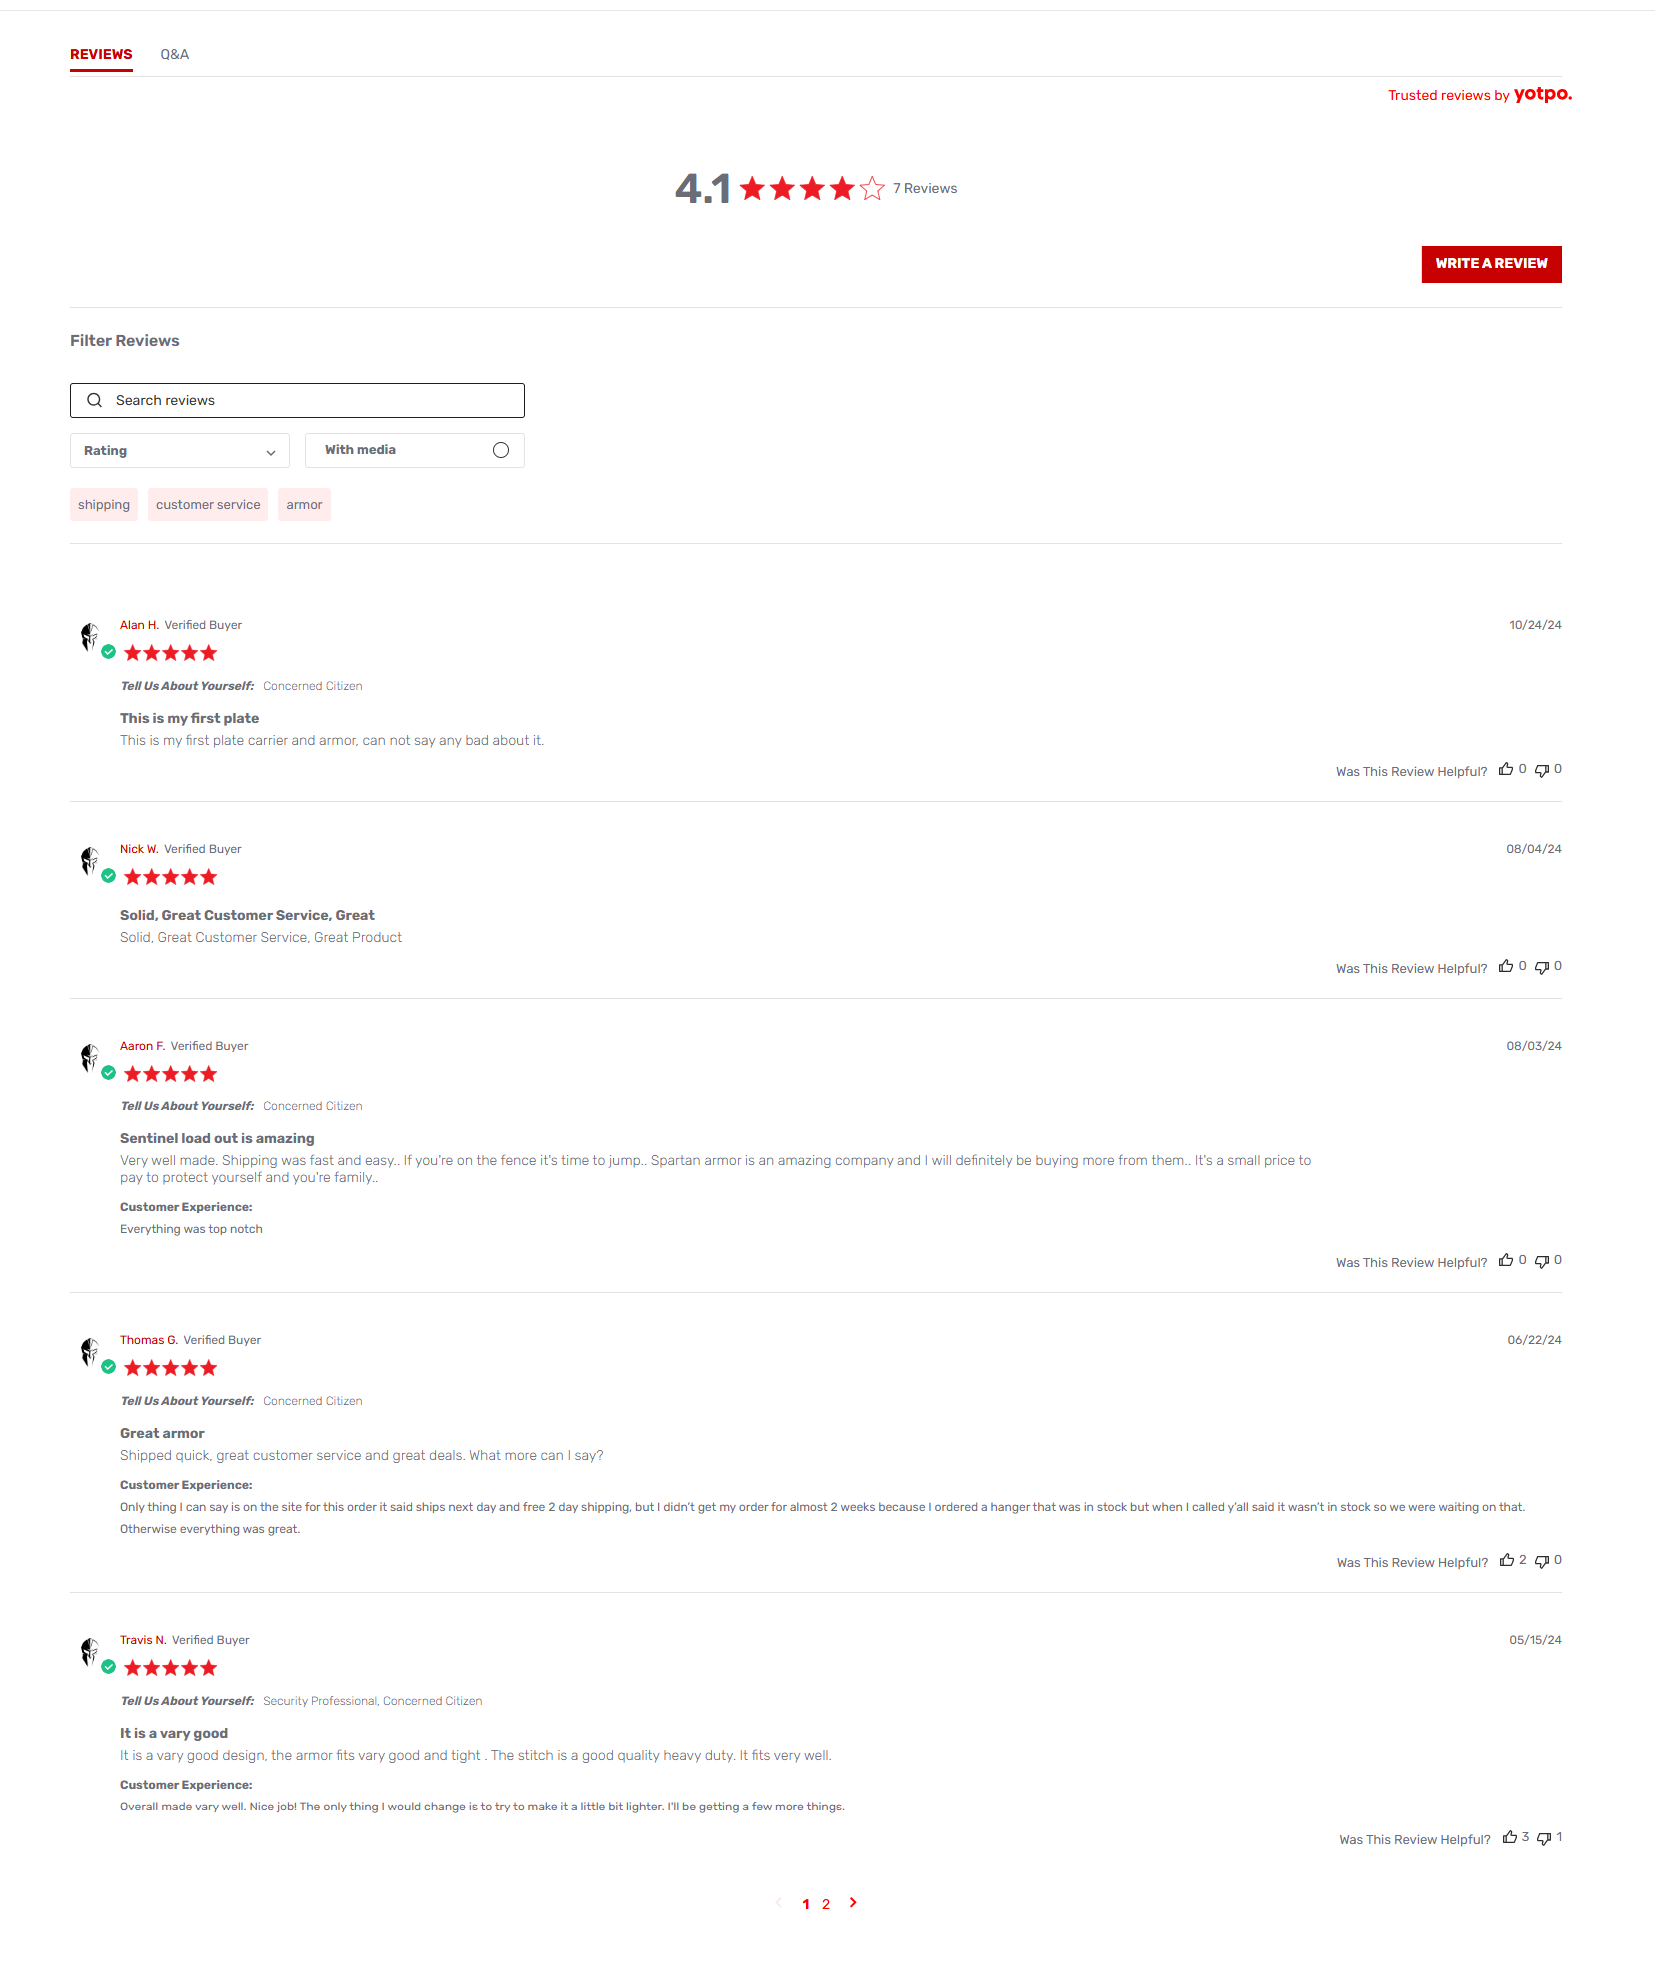 REVIEWS Q&A
Trusted reviews by yotpo.
4.1 7 Reviews
WRITE A REVIEW
Filter Reviews
Search reviews
Rating With media
shipping customer service armor
Alan H. Verified Buyer 10/24/24
Tell Us About Yourself: Concerned Citizen
This is my first plate
This is my first plate carrier and armor, can not say any bad about it.
Was This Review Helpful? 0 0
Nick W. Verified Buyer 08/04/24
Solid, Great Customer Service, Great
Solid, Great Customer Service, Great Product
Was This Review Helpful? 0 0
Aaron F. Verified Buyer 08/03/24
Tell Us About Yourself: Concerned Citizen
Sentinel load out is amazing
Very well made. Shipping was fast and easy.. If you're on the fence it's time to jump.. Spartan armor is an amazing company and I will definitely be buying more from them.. It's a small price to
pay to protect yourself and you're family..
Customer Experience:
Everything was top notch
Was This Review Helpful? 0 0
Thomas G. Verified Buyer 06/22/24
Tell Us About Yourself: Concerned Citizen
Great armor
Shipped quick, great customer service and great deals. What more can I say?
Customer Experience:
Only thing I can say is on the site for this order it said ships next day and free 2 day shipping, but I didn’t get my order for almost 2 weeks because I ordered a hanger that was in stock but when I called y’all said it wasn’t in stock so we were waiting on that.
Otherwise everything was great.
Was This Review Helpful? 2 0
Travis N. Verified Buyer 05/15/24
Tell Us About Yourself: Security Professional, Concerned Citizen
It is a vary good
It is a vary good design, the armor fits vary good and tight . The stitch is a good quality heavy duty. It fits very well.
Customer Experience:
Overall made vary well. Nice job! The only thing I would change is to try to make it a little bit lighter. I'll be getting a few more things.
Was This Review Helpful? 3 1
1 2